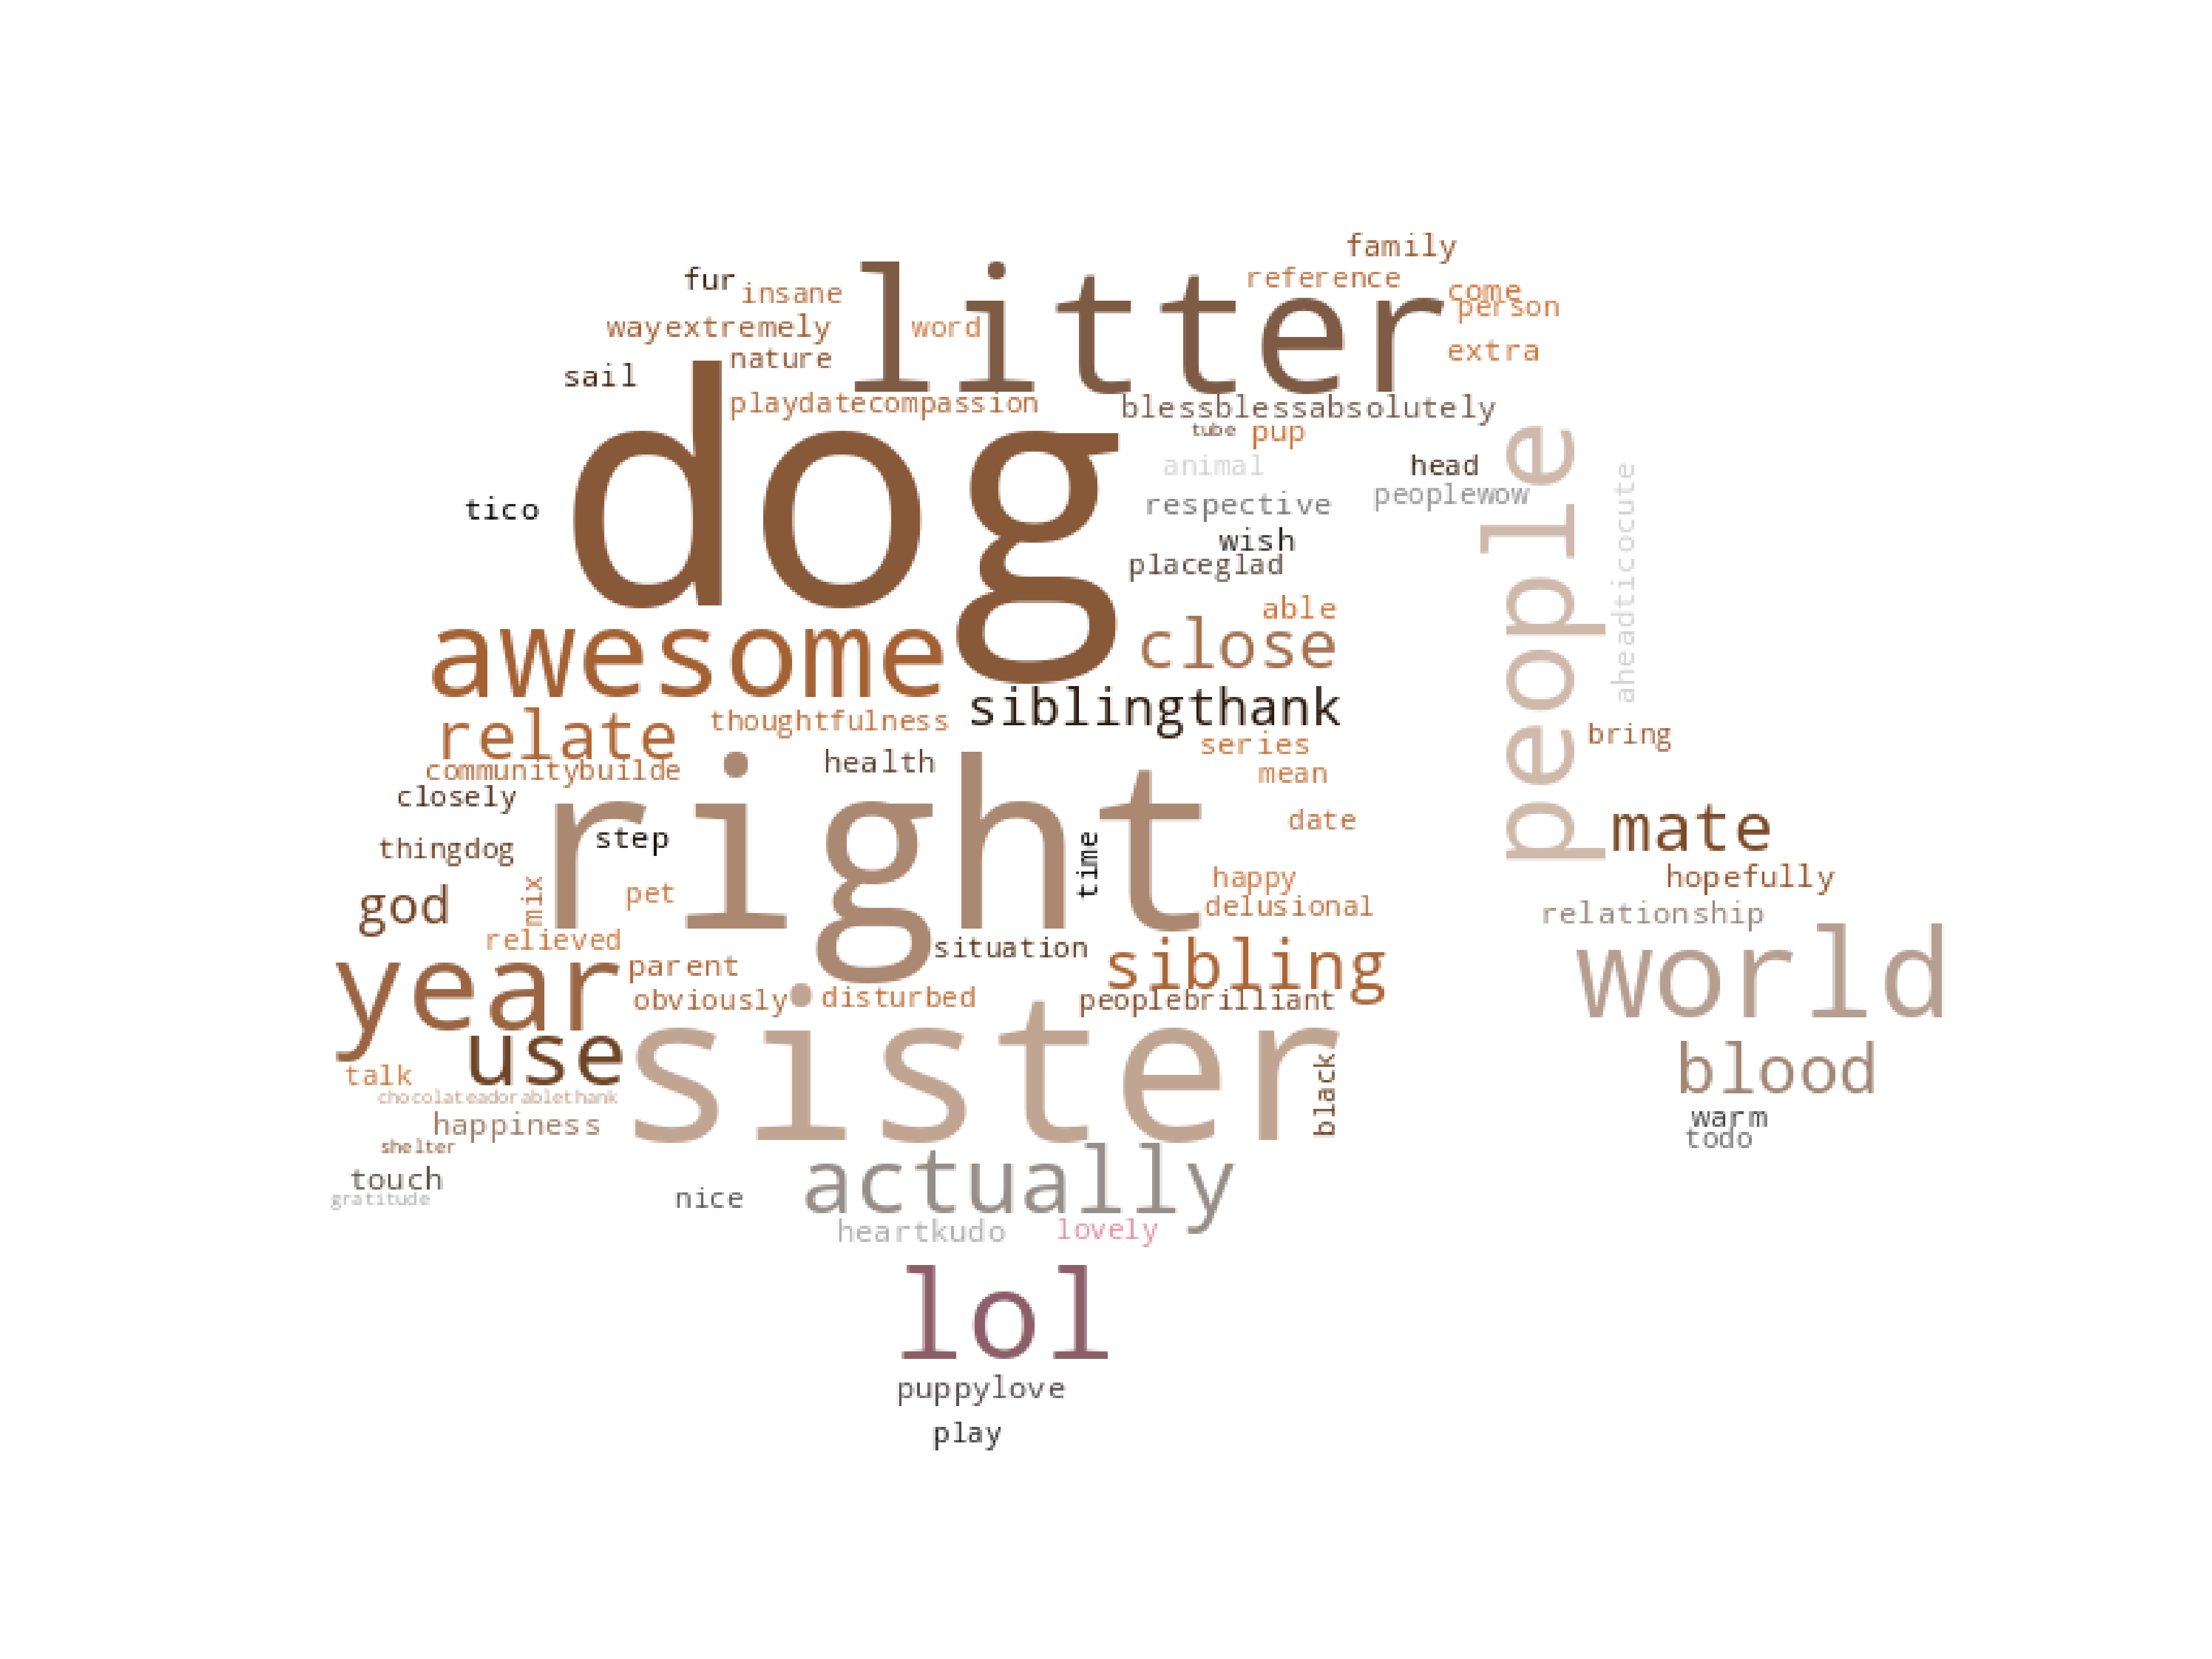 family
fur
insane
litter
reference
come
person
wayextremely
word
nature
extra
sail
playdatecompassion
blessblessabsolutely
tube
pup
dog
animal
head
peoplewow
people
aheadticocute
tico
respective
wish
placeglad
able
awesome
close
siblingthank
relate
thoughtfulness
series
bring
communitybuilde
health
mean
closely
right
step
time
date
mate
thingdog
happy
hopefully
god
mix
pet
delusional
relationship
relieved
situation
sibling
world
year
parent
obviously
disturbed
peoplebrilliant
use
sister
black
blood
talk
chocolateadorablethank
happiness
warm
todo
shelter
touch
gratitude
nice
actually
heartkudo
lovely
lol
puppylove
play